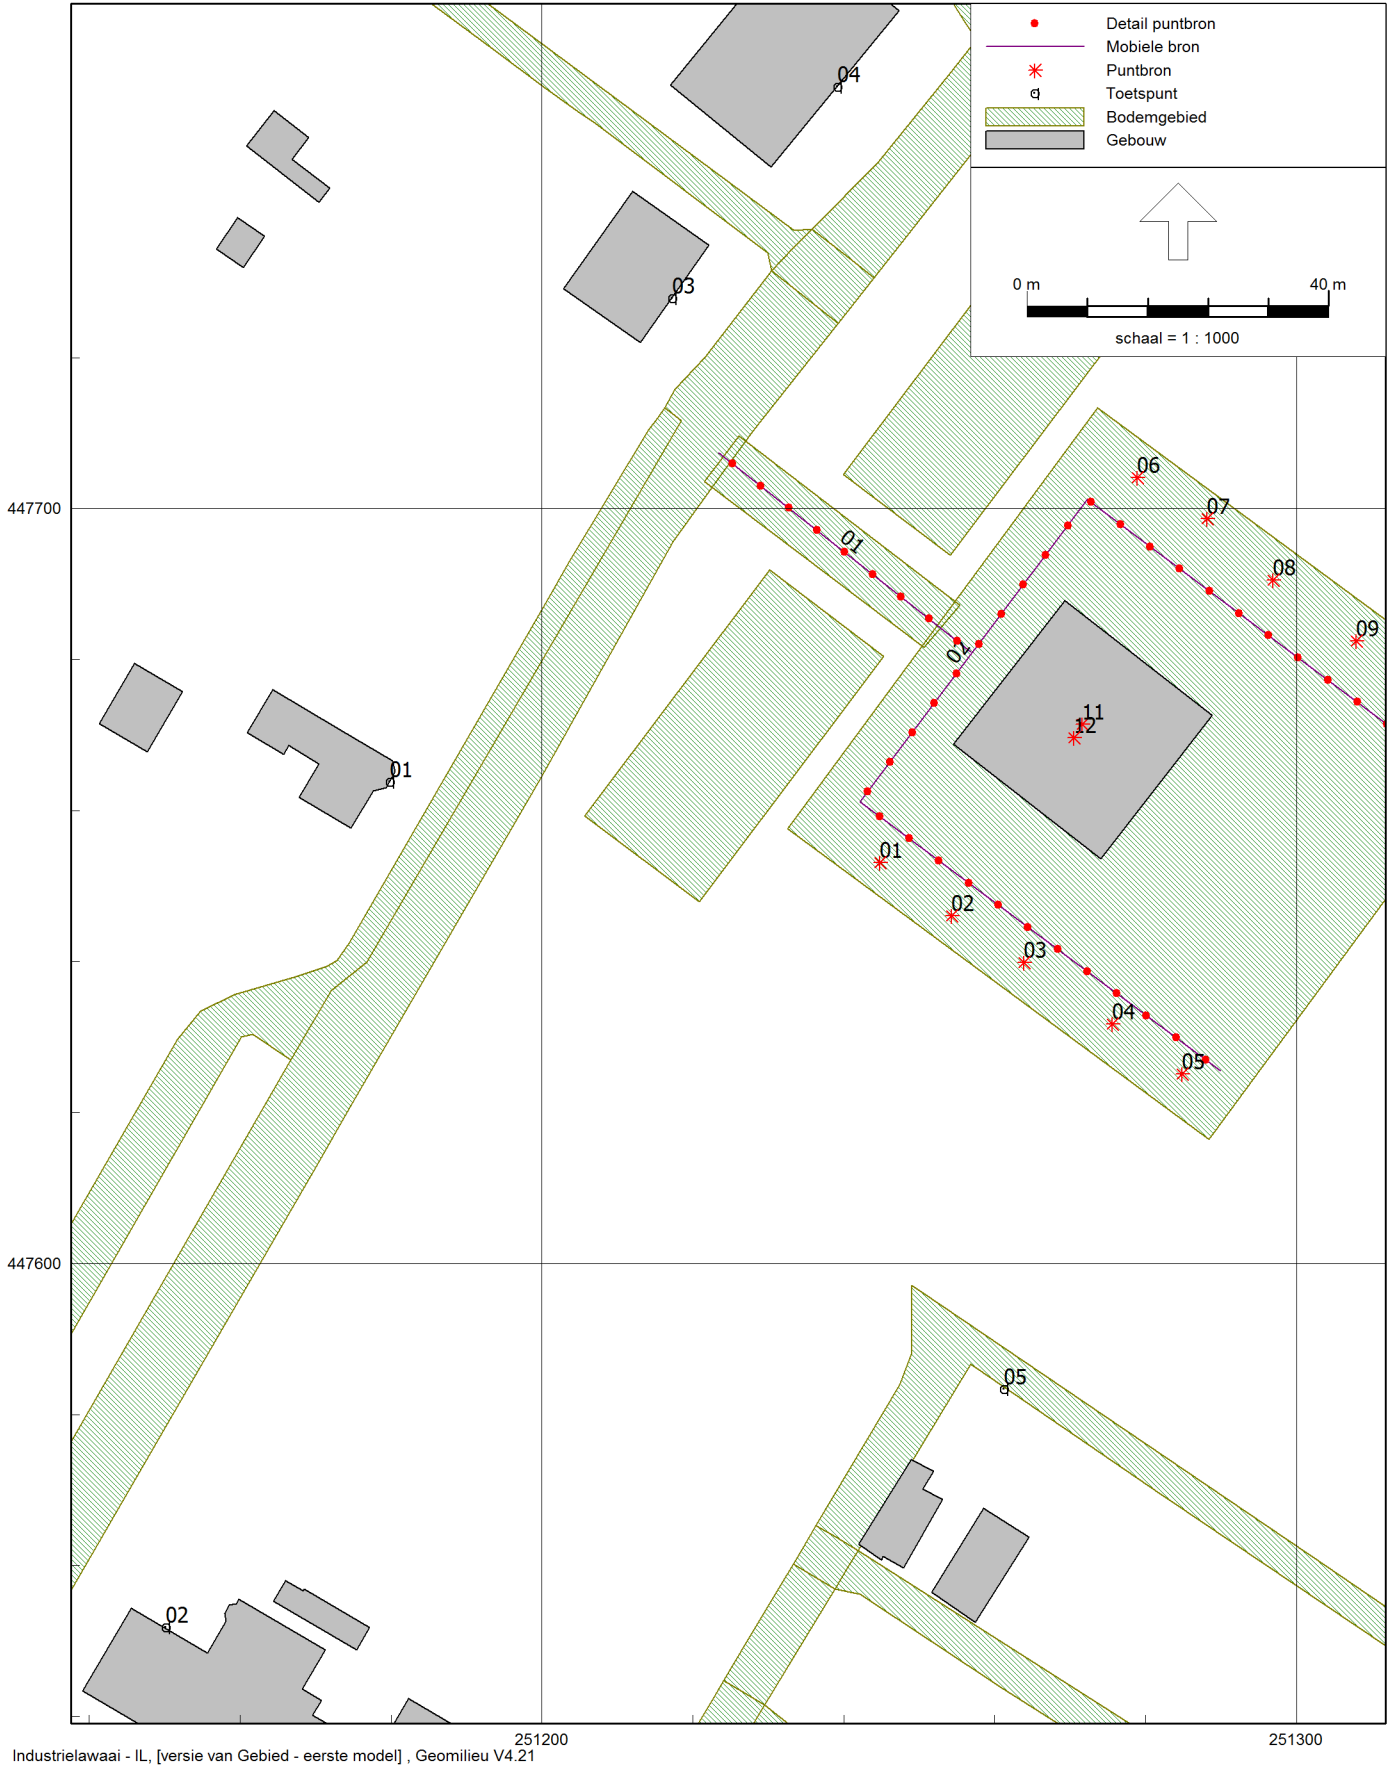 Detail puntbron
Mobiele bron
Puntbron
Toetspunt
Bodemgebied
Gebouw
0 m 40 m
schaal = 1 : 1000
04
03
06
447700
07
01
08
09
02
11
12
01
01
02
03
04
05
447600
05
02
251200 251300
Industrielawaai - IL, [versie van Gebied - eerste model] , Geomilieu V4.21